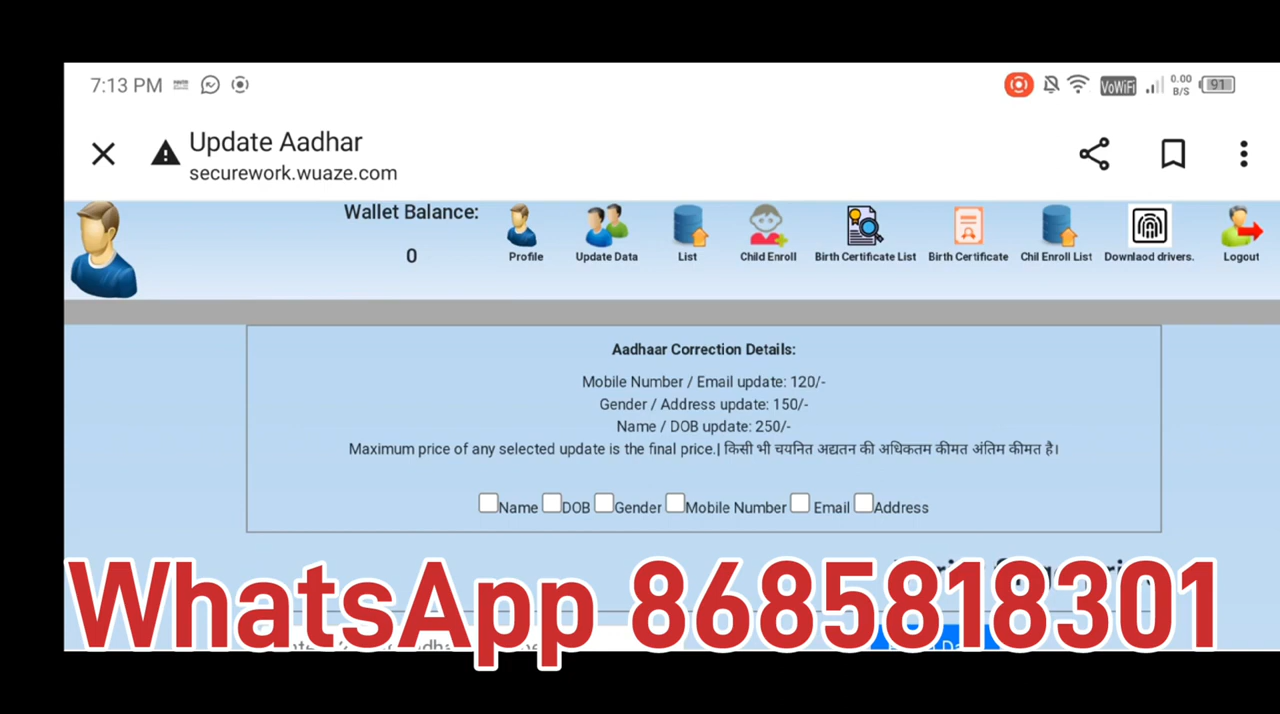 7:13 PM
VoWiFi 0.00 B/S 91
Update Aadhar
securework.wuaze.com
Wallet Balance:
0
Profile Update Data List Child Enroll Birth Certificate List Birth Certificate Chil Enroll List Downlaod drivers. Logout
Aadhaar Correction Details:
Mobile Number / Email update: 120/-
Gender / Address update: 150/-
Name / DOB update: 250/-
Maximum price of any selected update is the final price.| किसी भी चयनित अद्यतन की अधिकतम कीमत अंतिम कीमत है।
Name DOB Gender Mobile Number Email Address
WhatsApp 8685818301